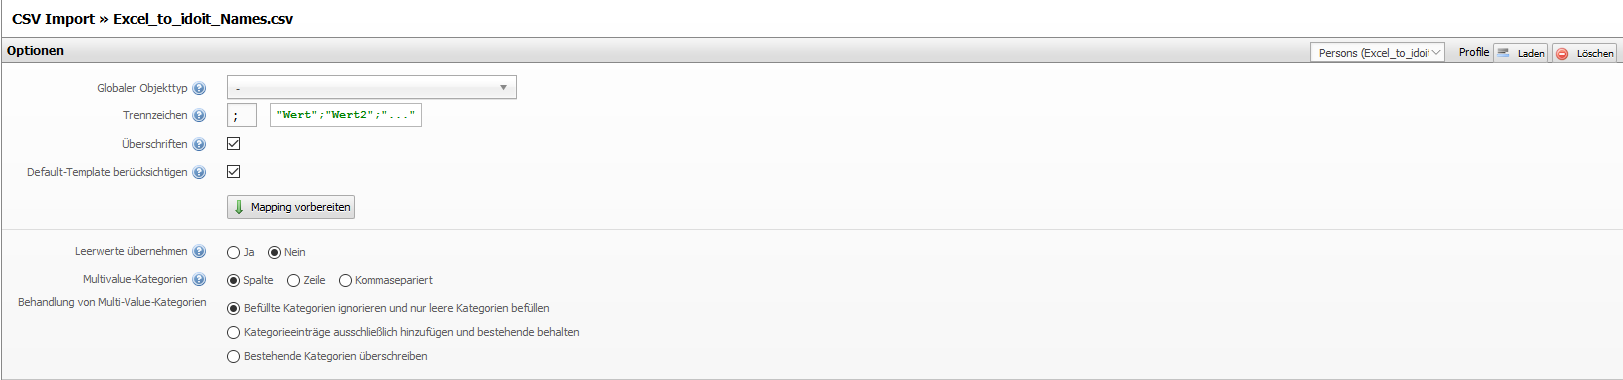 CSV Import » Excel_to_idoit_Names.csv
Optionen
Persons (Excel_to_idoit
Profile Laden Löschen
Globaler Objekttyp -
Trennzeichen ; "Wert";"Wert2";"..."
Überschriften
Default-Template berücksichtigen
Mapping vorbereiten
Leerwerte übernehmen Ja Nein
Multivalue-Kategorien Spalte Zeile Kommasepariert
Behandlung von Multi-Value-Kategorien Befüllte Kategorien ignorieren und nur leere Kategorien befüllen
Kategorieeinträge ausschließlich hinzufügen und bestehende behalten
Bestehende Kategorien überschreiben